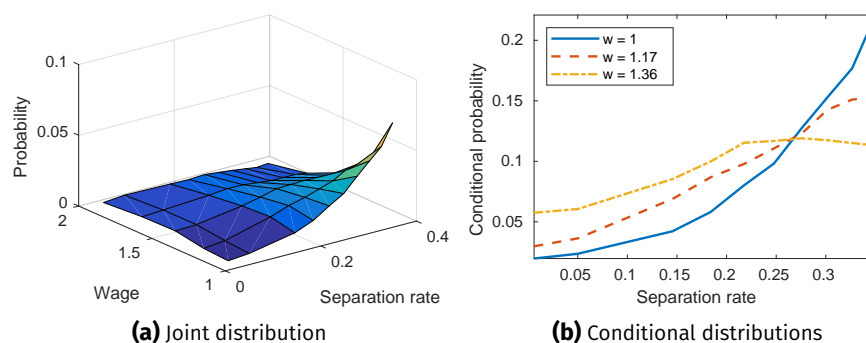 0.1
0.05
0
Probability
2
1.5
1
Wage
0
0.2
0.4
Separation rate
(a) Joint distribution
w = 1
w = 1.17
w = 1.36
0.2
0.15
0.1
0.05
Conditional probability
0.05 0.1 0.15 0.2 0.25 0.3
Separation rate
(b) Conditional distributions